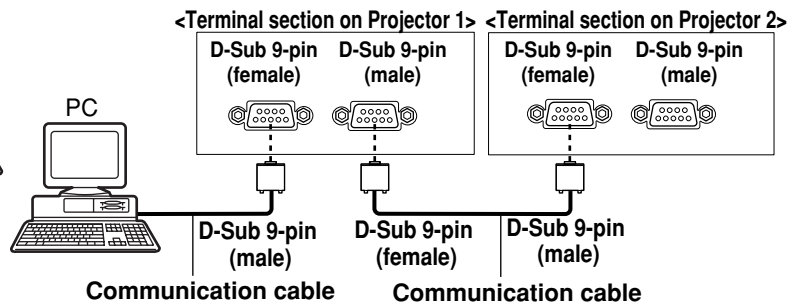 <Terminal section on Projector 1> <Terminal section on Projector 2>
D-Sub 9-pin D-Sub 9-pin D-Sub 9-pin D-Sub 9-pin
(female) (male) (female) (male)
PC
D-Sub 9-pin D-Sub 9-pin D-Sub 9-pin
(male) (female) (male)
Communication cable Communication cable